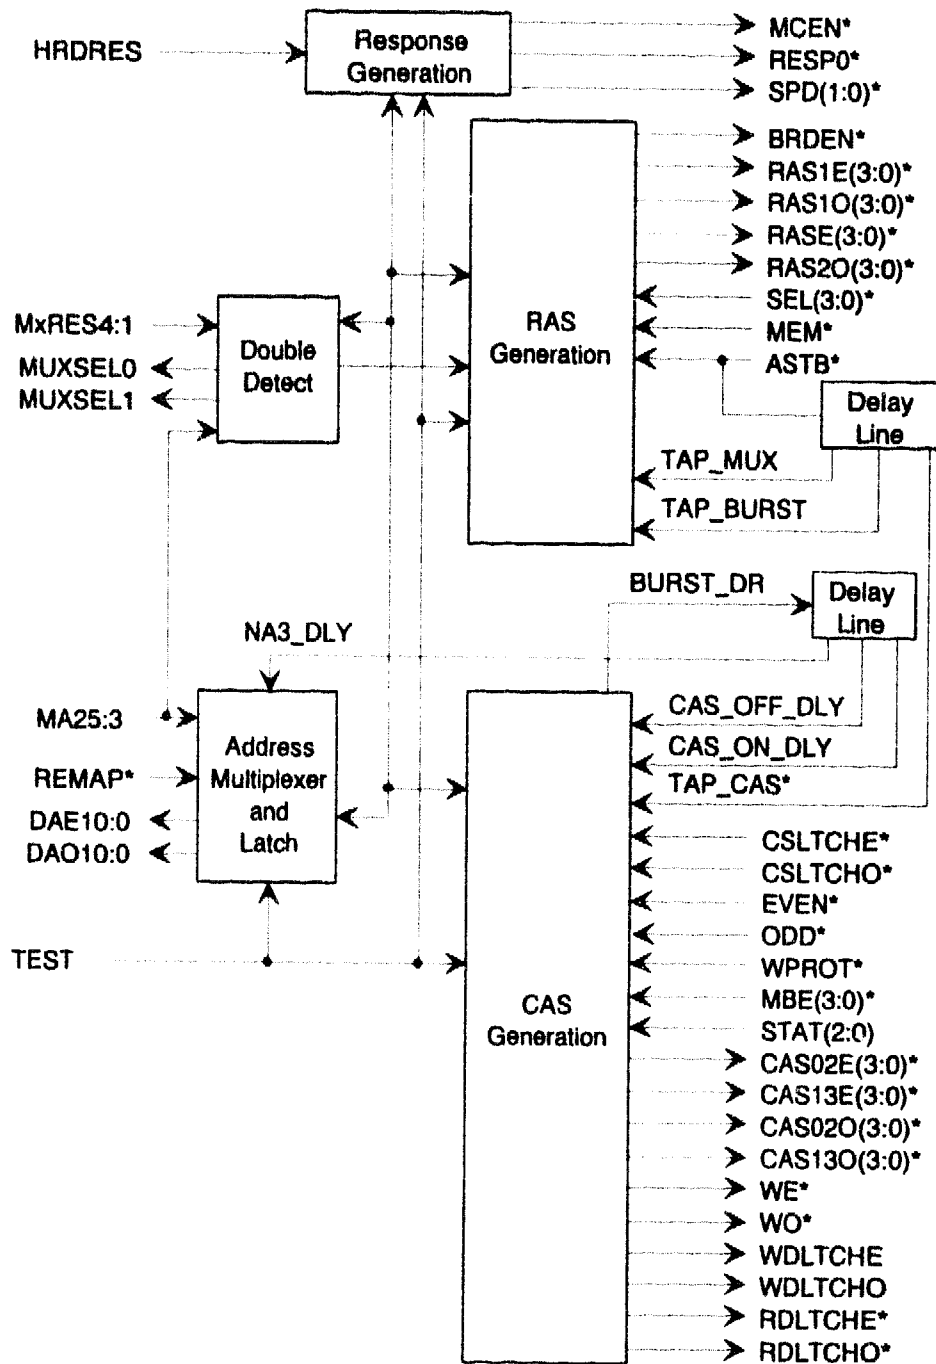 HRDRES
Response
Generation
MCEN*
RESP0*
SPD(1:0)*
BRDEN*
RAS1E(3:0)*
RAS1O(3:0)*
RASE(3:0)*
RAS2O(3:0)*
SEL(3:0)*
MEM*
ASTB*
RAS
Generation
MxRES4:1
MUXSEL0
MUXSEL1
Double
Detect
Delay
Line
TAP_MUX
TAP_BURST
BURST_DR
Delay
Line
NA3_DLY
MA25:3
REMAP*
DAE10:0
DAO10:0
Address
Multiplexer
and
Latch
CAS_OFF_DLY
CAS_ON_DLY
TAP_CAS*
CSLTCHE*
CSLTCHO*
EVEN*
ODD*
WPROT*
MBE(3:0)*
STAT(2:0)
TEST
CAS
Generation
CAS02E(3:0)*
CAS13E(3:0)*
CAS02O(3:0)*
CAS13O(3:0)*
WE*
WO*
WDLTCHE
WDLTCHO
RDLTCHE*
RDLTCHO*